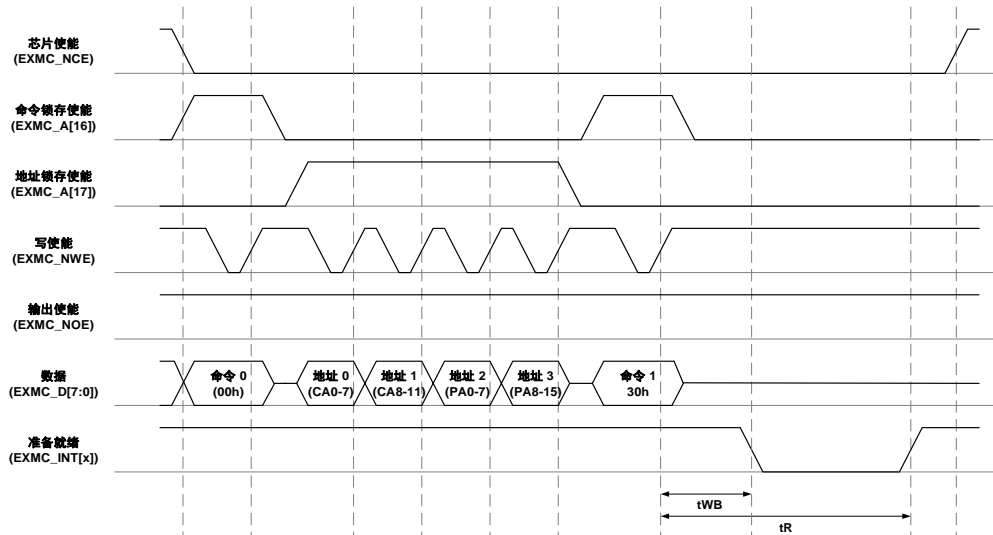 芯片使能
(EXMC_NCE)
命令锁存使能
(EXMC_A[16])
地址锁存使能
(EXMC_A[17])
写使能
(EXMC_NWE)
输出使能
(EXMC_NOE)
数据
(EXMC_D[7:0])
命令 0
(00h)
地址 0
(CA0-7)
地址 1
(CA8-11)
地址 2
(PA0-7)
地址 3
(PA8-15)
命令 1
30h
准备就绪
(EXMC_INT[x])
tWB
tR